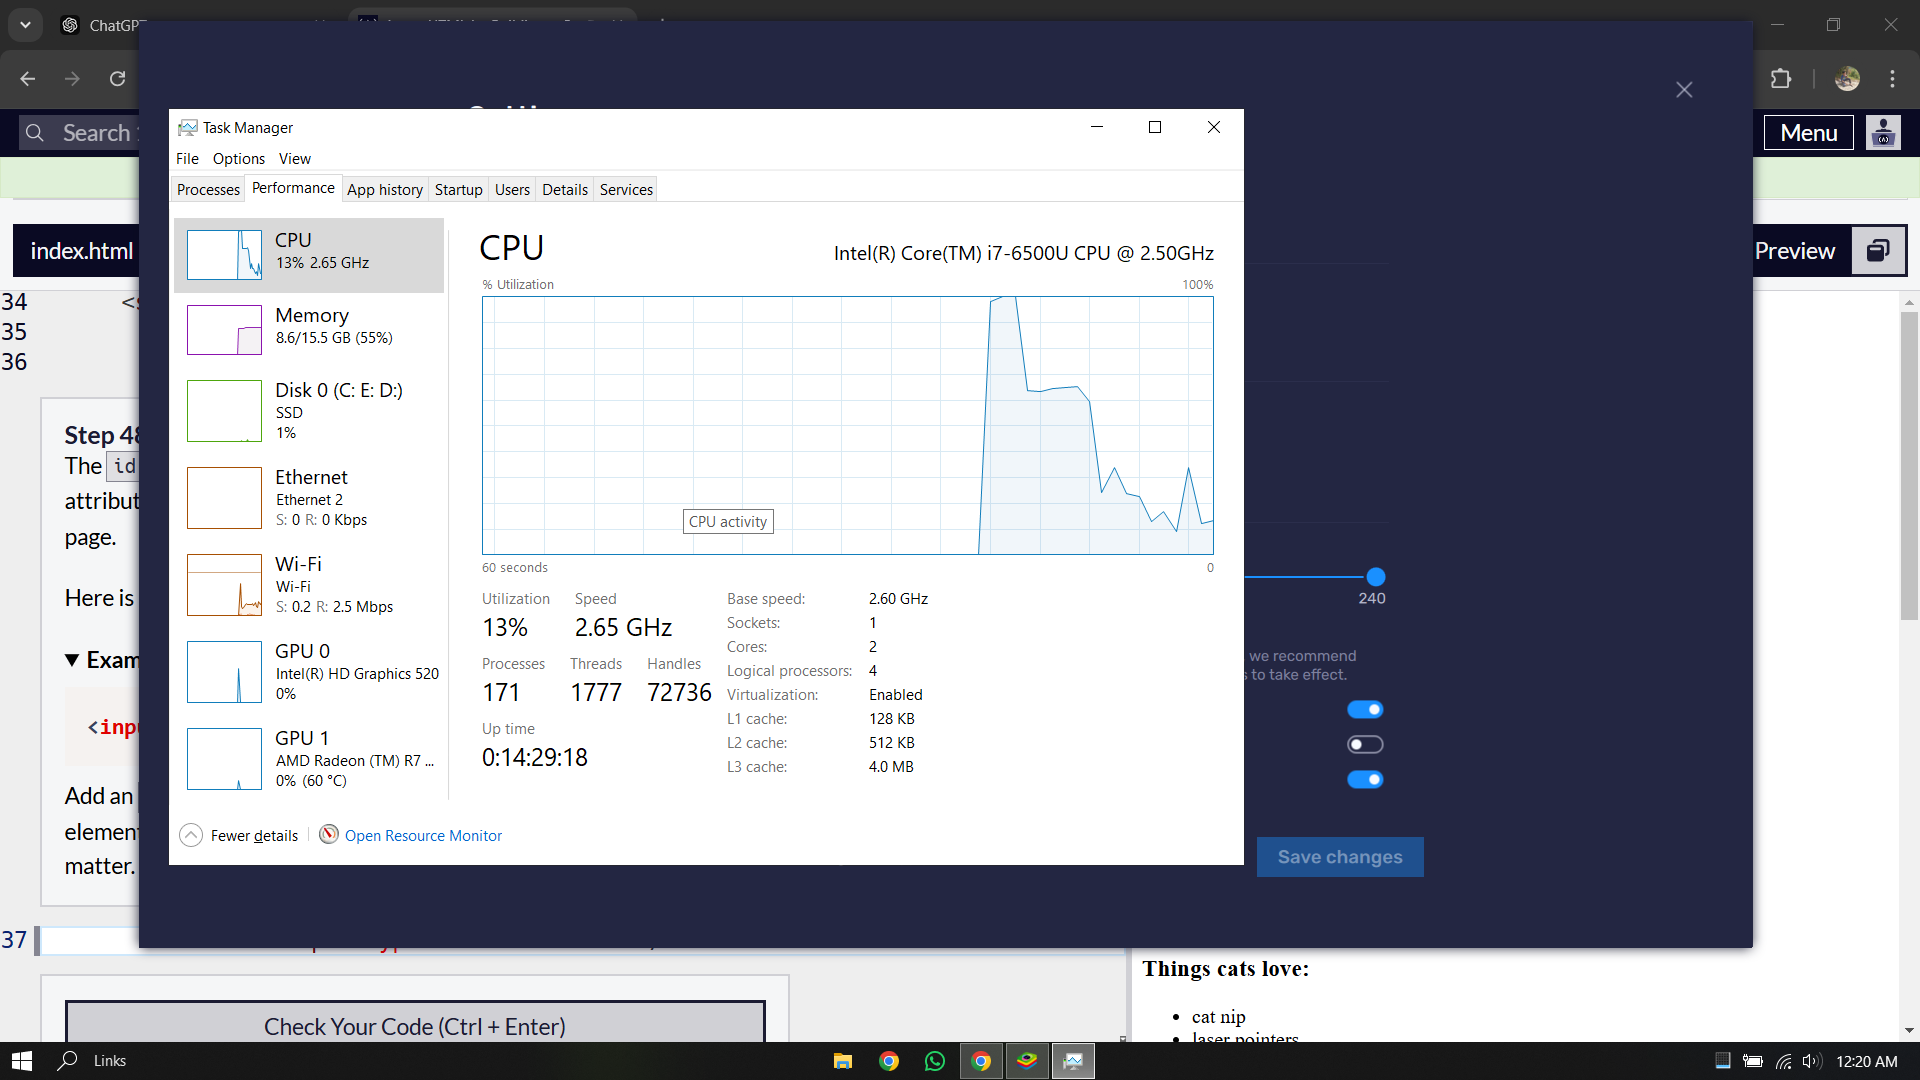 ChatGPT
Search
Menu
index.html
Preview
34
35
36
Step 48
The id
attribut
page.
Here is
Exam
<inpu
Add an
element
matter.
37
Check Your Code (Ctrl + Enter)
Task Manager
File Options View
Processes Performance App history Startup Users Details Services
CPU
13% 2.65 GHz
Memory
8.6/15.5 GB (55%)
Disk 0 (C: E: D:)
SSD
1%
Ethernet
Ethernet 2
S: 0 R: 0 Kbps
Wi-Fi
Wi-Fi
S: 0.2 R: 2.5 Mbps
GPU 0
Intel(R) HD Graphics 520
0%
GPU 1
AMD Radeon (TM) R7 ...
0% (60 °C)
CPU Intel(R) Core(TM) i7-6500U CPU @ 2.50GHz
% Utilization 100%
CPU activity
60 seconds 0
Utilization Speed
13% 2.65 GHz
Processes Threads Handles
171 1777 72736
Up time
0:14:29:18
Base speed: 2.60 GHz
Sockets: 1
Cores: 2
Logical processors: 4
Virtualization: Enabled
L1 cache: 128 KB
L2 cache: 512 KB
L3 cache: 4.0 MB
Fewer details Open Resource Monitor
240
we recommend
to take effect.
Save changes
Things cats love:
• cat nip
• laser pointers
Links
12:20 AM